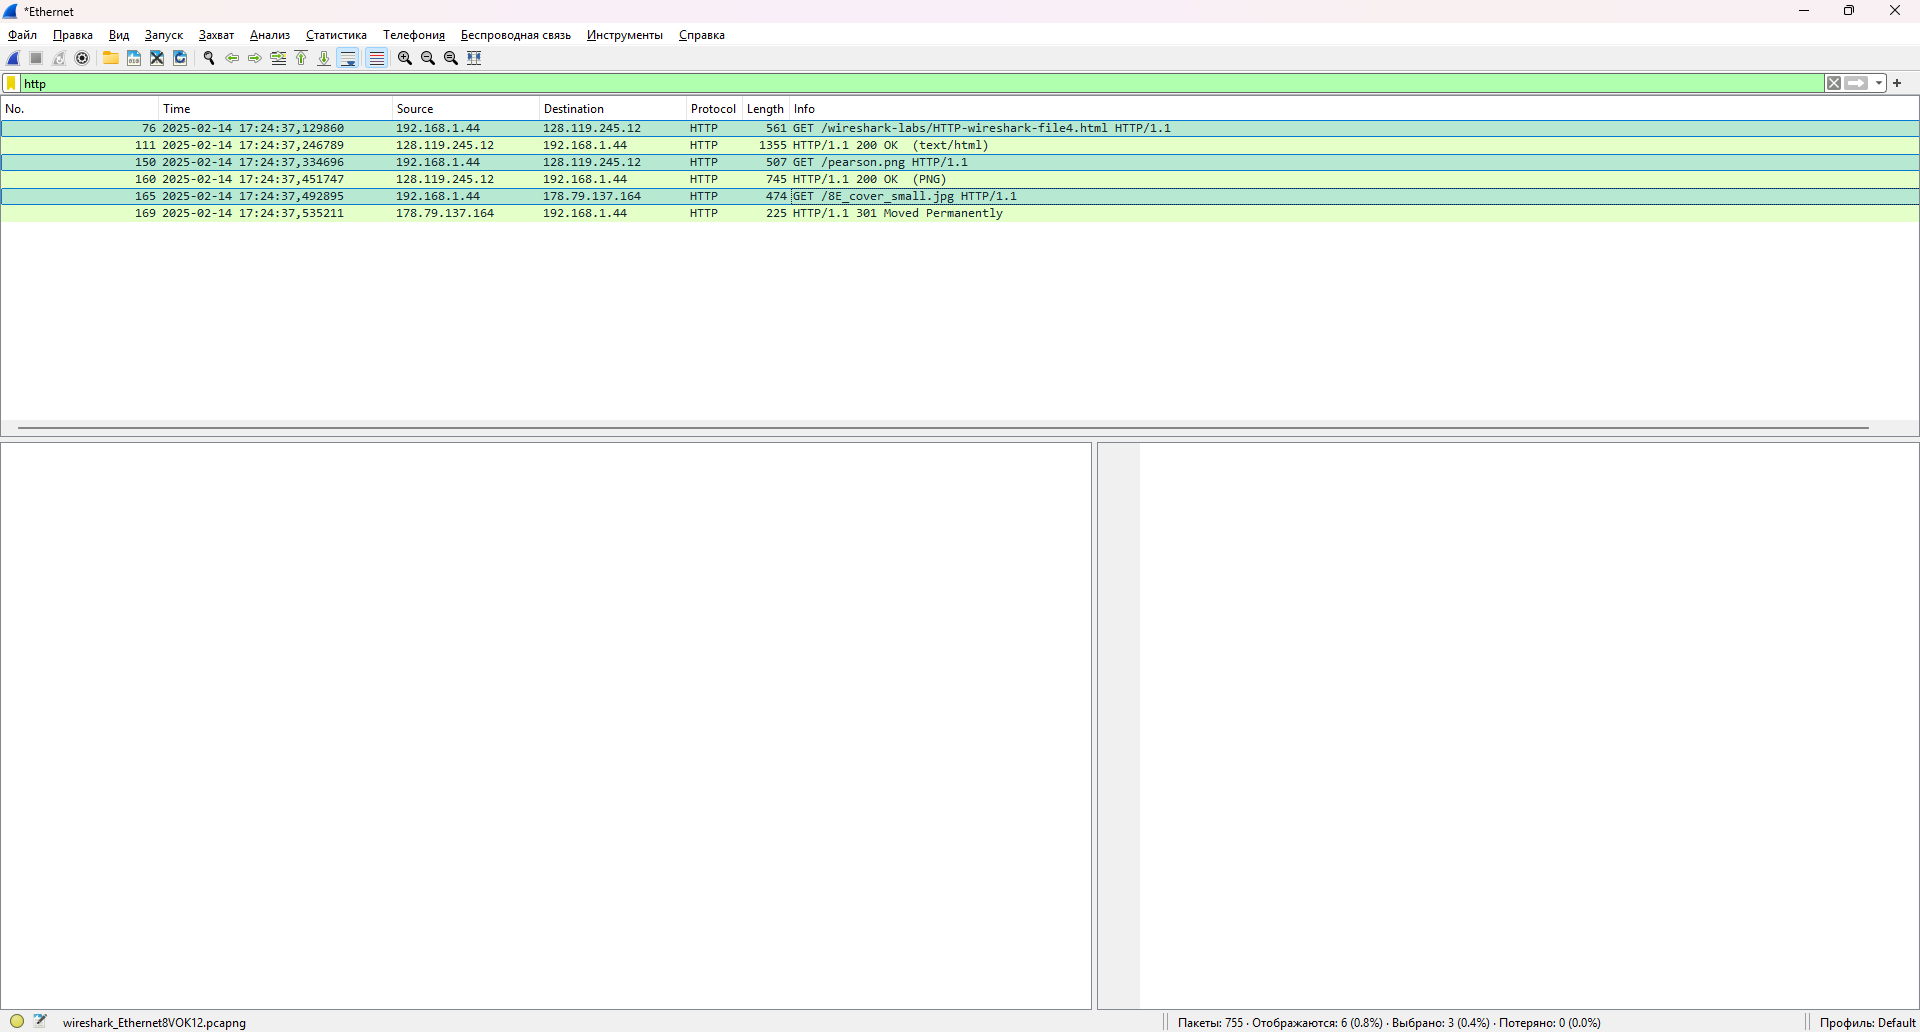 *Ethernet
Файл Правка Вид Запуск Захват Анализ Статистика Телефония Беспроводная связь Инструменты Справка
http
No. Time Source Destination Protocol Length Info
76 2025-02-14 17:24:37,129860 192.168.1.44 128.119.245.12 HTTP 561 GET /wireshark-labs/HTTP-wireshark-file4.html HTTP/1.1
111 2025-02-14 17:24:37,246789 128.119.245.12 192.168.1.44 HTTP 1355 HTTP/1.1 200 OK (text/html)
150 2025-02-14 17:24:37,334696 192.168.1.44 128.119.245.12 HTTP 507 GET /pearson.png HTTP/1.1
160 2025-02-14 17:24:37,451747 128.119.245.12 192.168.1.44 HTTP 745 HTTP/1.1 200 OK (PNG)
165 2025-02-14 17:24:37,492895 192.168.1.44 178.79.137.164 HTTP 474 GET /8E_cover_small.jpg HTTP/1.1
169 2025-02-14 17:24:37,535211 178.79.137.164 192.168.1.44 HTTP 225 HTTP/1.1 301 Moved Permanently
wireshark_Ethernet8VOK12.pcapng Пакеты: 755 · Отображаются: 6 (0.8%) · Выбрано: 3 (0.4%) · Потеряно: 0 (0.0%) Профиль: Default